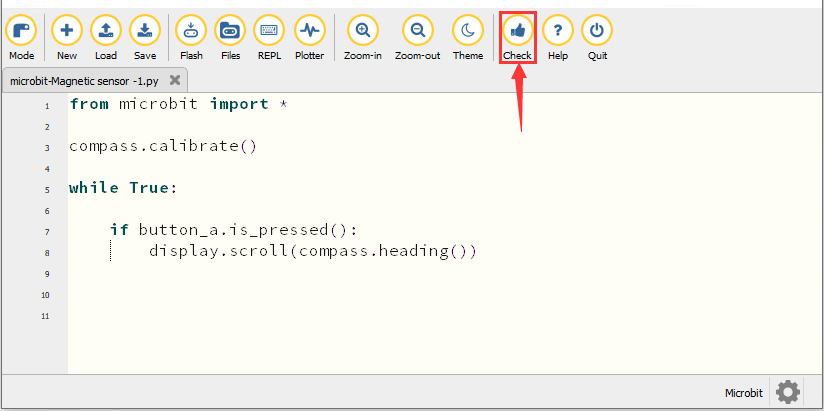 Mode New Load Save Flash Files REPL Plotter Zoom-in Zoom-out Theme Check Help Quit
microbit-Magnetic sensor -1.py
1 from microbit import *
2
3 compass.calibrate()
4
5 while True:
6
7 if button_a.is_pressed():
8 display.scroll(compass.heading())
9
10
11
Microbit